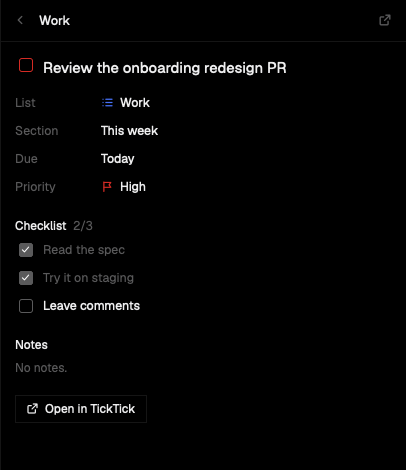 Work
Review the onboarding redesign PR
List Work
Section This week
Due Today
Priority High
Checklist 2/3
Read the spec
Try it on staging
Leave comments
Notes
No notes.
Open in TickTick